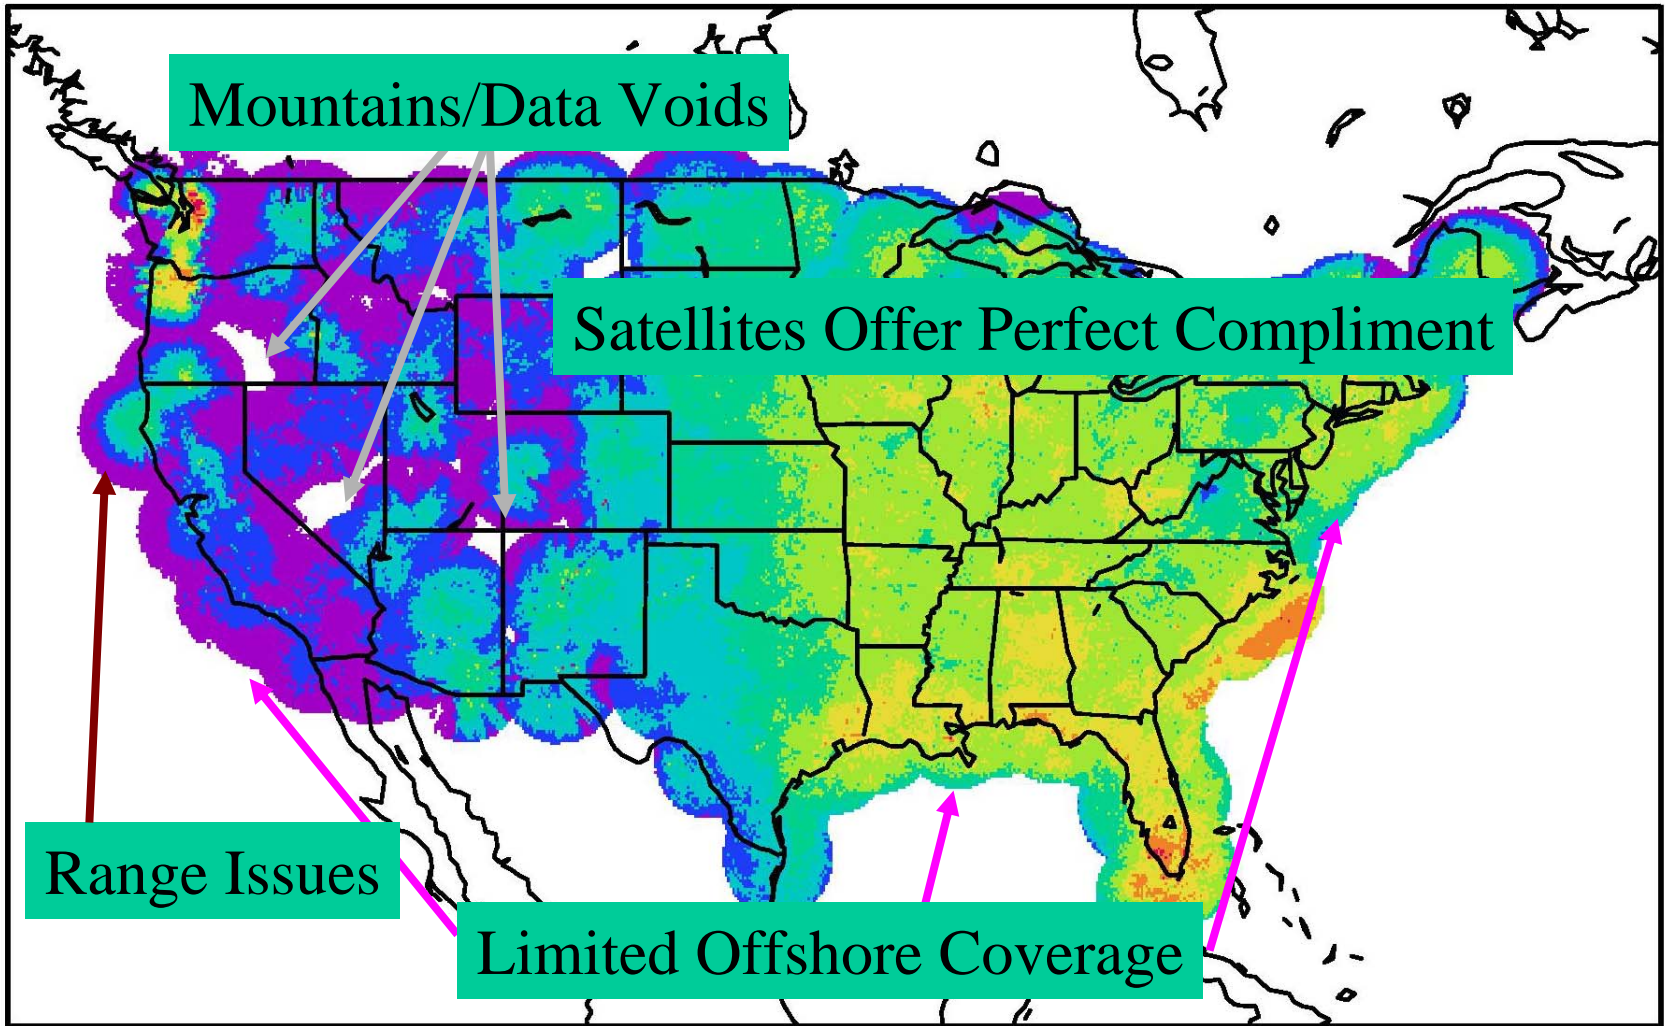 Mountains/Data Voids
Satellites Offer Perfect Compliment
Range Issues
Limited Offshore Coverage